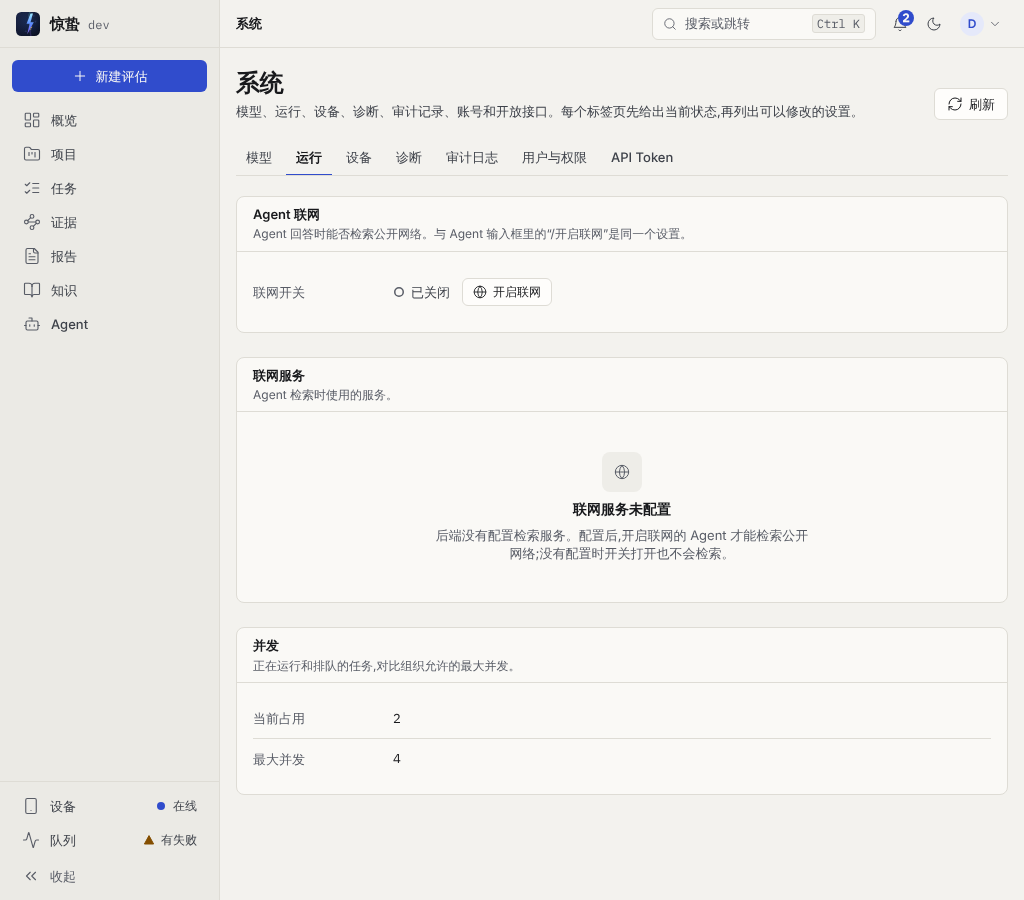 惊蛰 dev
系统
搜索或跳转
Ctrl K
2
D
新建评估
概览
项目
任务
证据
报告
知识
Agent
设备
在线
队列
有失败
收起
系统
模型、运行、设备、诊断、审计记录、账号和开放接口。每个标签页先给出当前状态,再列出可以修改的设置。
刷新
模型
运行
设备
诊断
审计日志
用户与权限
API Token
Agent 联网
Agent 回答时能否检索公开网络。与 Agent 输入框里的“/开启联网”是同一个设置。
联网开关
已关闭
开启联网
联网服务
Agent 检索时使用的服务。
联网服务未配置
后端没有配置检索服务。配置后,开启联网的 Agent 才能检索公开
网络;没有配置时开关打开也不会检索。
并发
正在运行和排队的任务,对比组织允许的最大并发。
当前占用
2
最大并发
4